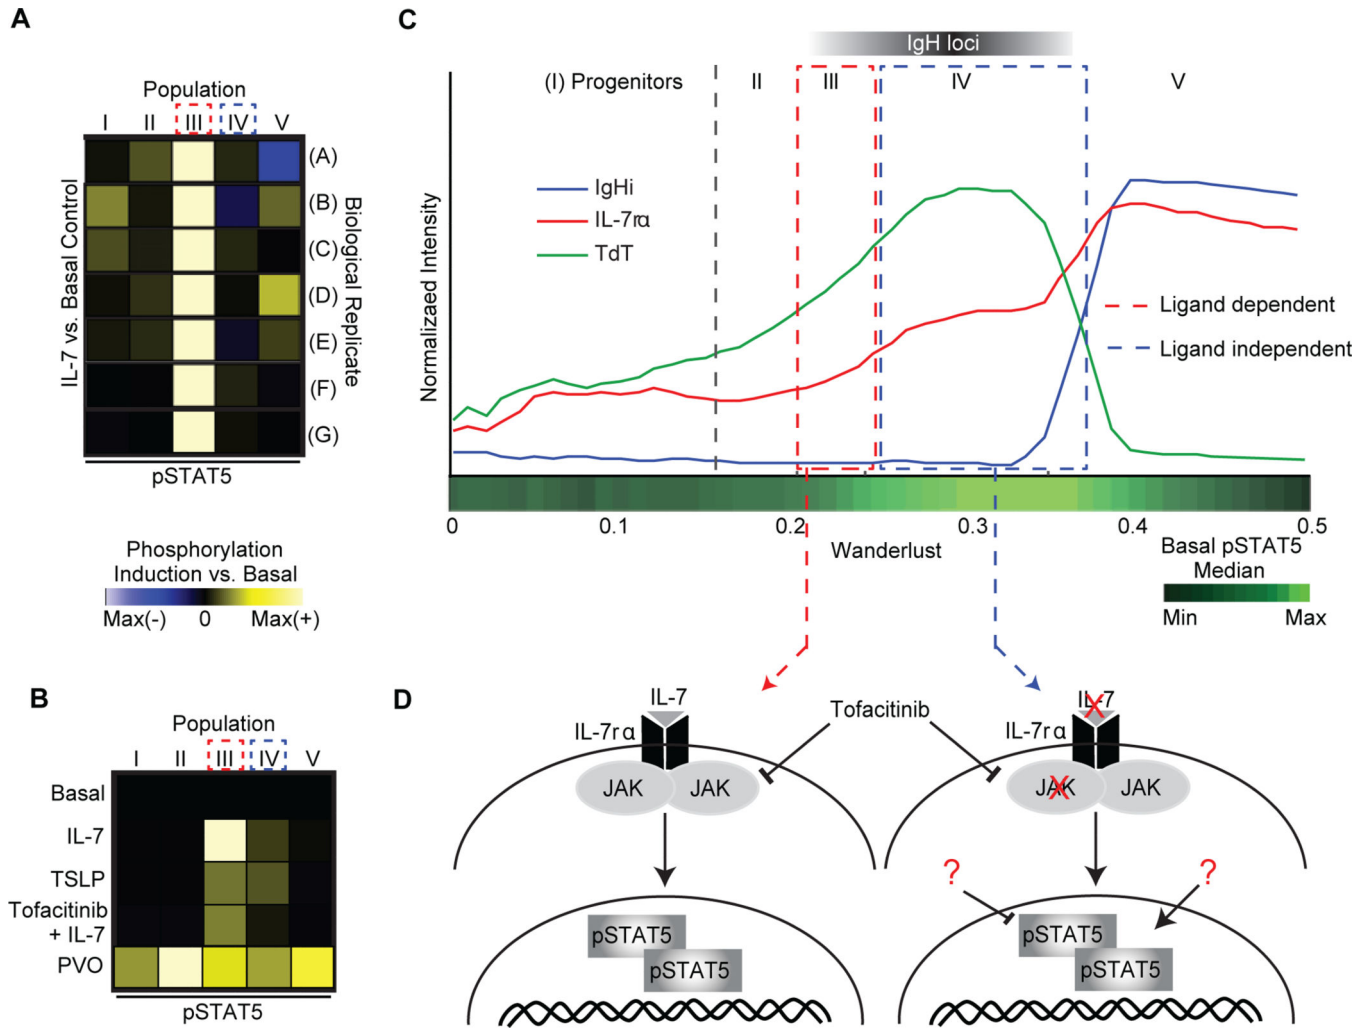 A
Population
I II III IV V
IL-7 vs. Basal Control
(A)
(B)
(C)
(D)
(E)
(F)
(G)
Biological Replicate
pSTAT5
Phosphorylation
Induction vs. Basal
Max(-) 0 Max(+)
B
Population
I II III IV V
Basal
IL-7
TSLP
Tofacitinib
+ IL-7
PVO
pSTAT5
C
IgH loci
(I) Progenitors II III IV V
Normalizaed Intensity
IgHi
IL-7rα
TdT
Ligand dependent
Ligand independent
0 0.1 0.2 0.3 0.4 0.5
Wanderlust
Basal pSTAT5
Median
Min Max
D
IL-7
IL-7rα
JAK JAK
pSTAT5
pSTAT5
Tofacitinib
IL-7
X
IL-7rα
JAK JAK
X
? ?
pSTAT5
pSTAT5